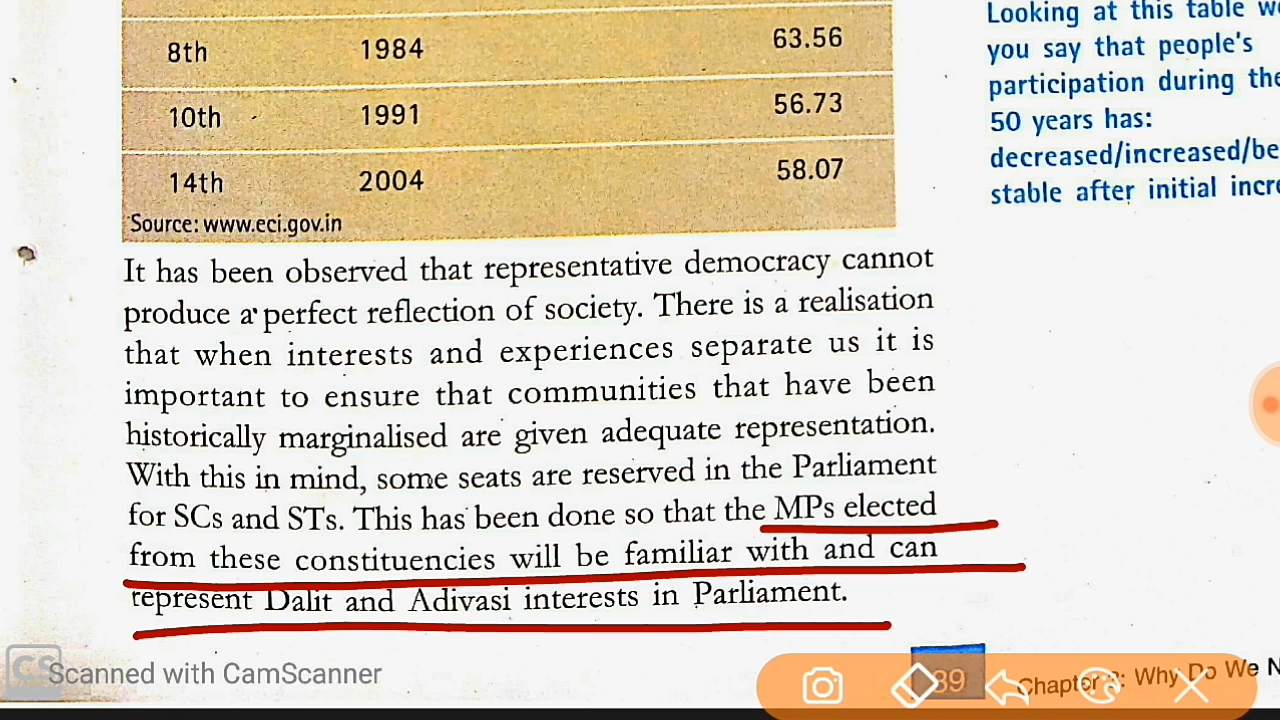 8th 1984 63.56
10th 1991 56.73
14th 2004 58.07
Source: www.eci.gov.in
Looking at this table w
you say that people's
participation during the
50 years has:
decreased/increased/be
stable after initial incre
It has been observed that representative democracy cannot
produce a perfect reflection of society. There is a realisation
that when interests and experiences separate us it is
important to ensure that communities that have been
historically marginalised are given adequate representation.
With this in mind, some seats are reserved in the Parliament
for SCs and STs. This has been done so that the MPs elected
from these constituencies will be familiar with and can
represent Dalit and Adivasi interests in Parliament.
CS Scanned with CamScanner
39 Chapter : Why Do We N